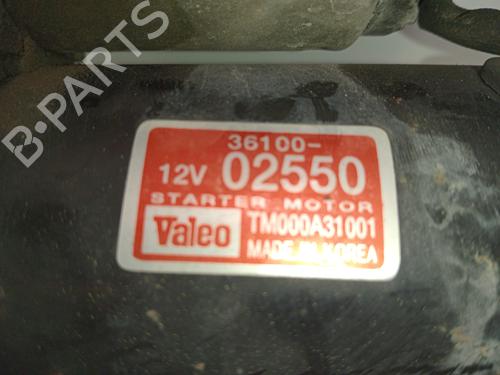 B-PARTS
36100-
12V 02550
STARTER MOTOR
Valeo TM000A31001
MADE IN KOREA